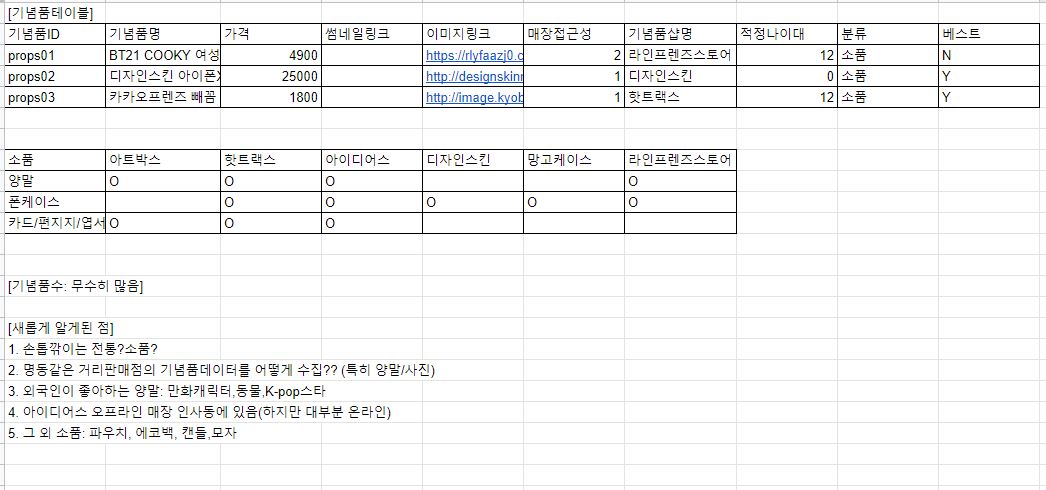 [기념품테이블]
기념품ID 기념품명 가격 썸네일링크 이미지링크 매장접근성 기념품샵명 적정나이대 분류 베스트
props01 BT21 COOKY 여성 4900 https://rlyfaazj0.c 2 라인프렌즈스토어 12 소품 N
props02 디자인스킨 아이폰X 25000 http://designskinr 1 디자인스킨 0 소품 Y
props03 카카오프렌즈 빼꼼 1800 http://image.kyob 1 핫트랙스 12 소품 Y
소품 아트박스 핫트랙스 아이디어스 디자인스킨 망고케이스 라인프렌즈스토어
양말 O O O O
폰케이스 O O O O O
카드/편지지/엽서 O O O
[기념품수: 무수히 많음]
[새롭게 알게된 점]
1. 손톱깎이는 전통?소품?
2. 명동같은 거리판매점의 기념품데이터를 어떻게 수집?? (특히 양말/사진)
3. 외국인이 좋아하는 양말: 만화캐릭터,동물,K-pop스타
4. 아이디어스 오프라인 매장 인사동에 있음(하지만 대부분 온라인)
5. 그 외 소품: 파우치, 에코백, 캔들,모자